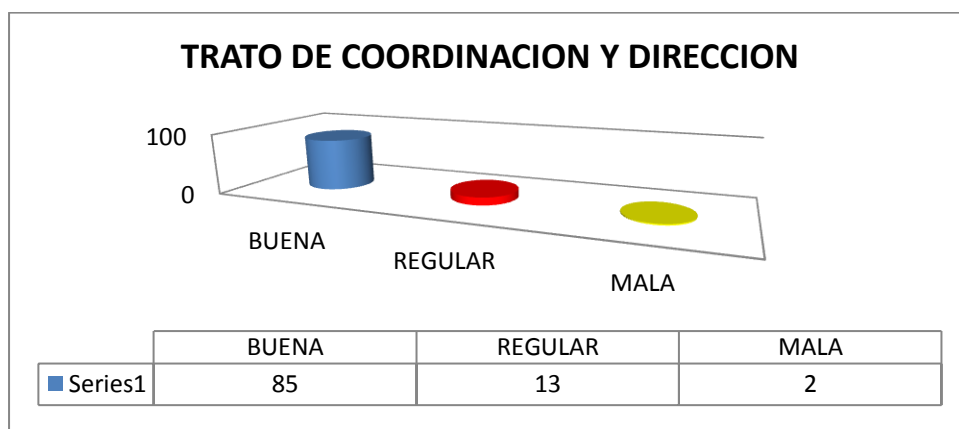 TRATO DE COORDINACION Y DIRECCION
100
0
BUENA
REGULAR
MALA
BUENA REGULAR MALA
Series1 85 13 2